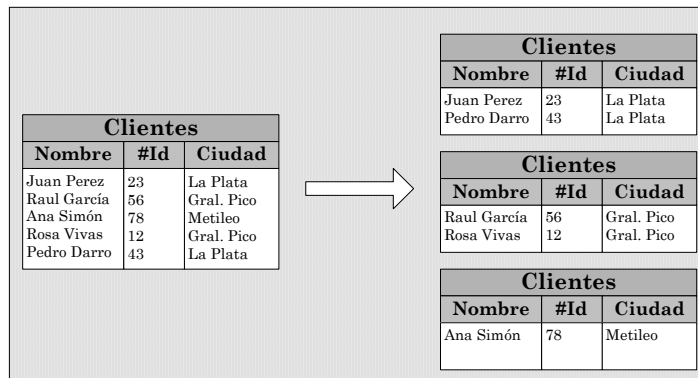 Clientes
Nombre #Id Ciudad
Juan Perez 23 La Plata
Raul García 56 Gral. Pico
Ana Simón 78 Metileo
Rosa Vivas 12 Gral. Pico
Pedro Darro 43 La Plata
Clientes
Nombre #Id Ciudad
Juan Perez 23 La Plata
Pedro Darro 43 La Plata
Clientes
Nombre #Id Ciudad
Raul García 56 Gral. Pico
Rosa Vivas 12 Gral. Pico
Clientes
Nombre #Id Ciudad
Ana Simón 78 Metileo